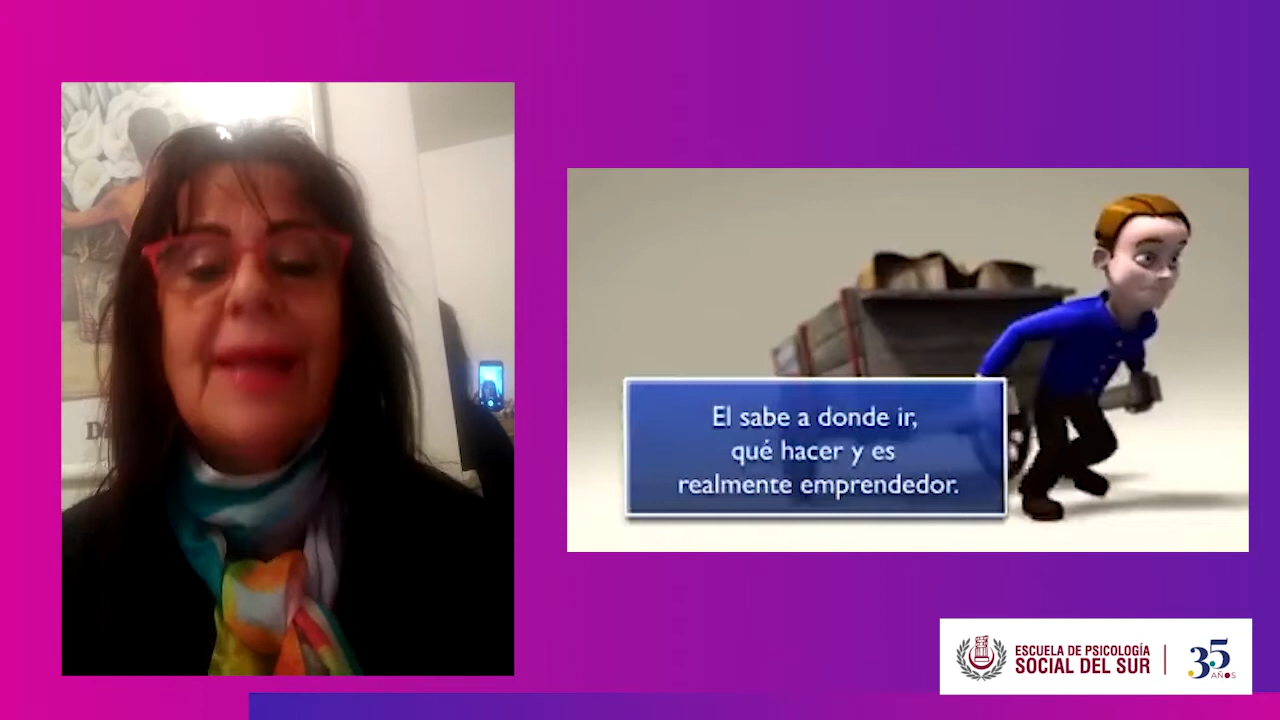 El sabe a donde ir,
qué hacer y es
realmente emprendedor.
ESCUELA DE PSICOLOGÍA
SOCIAL DEL SUR
35
AÑOS